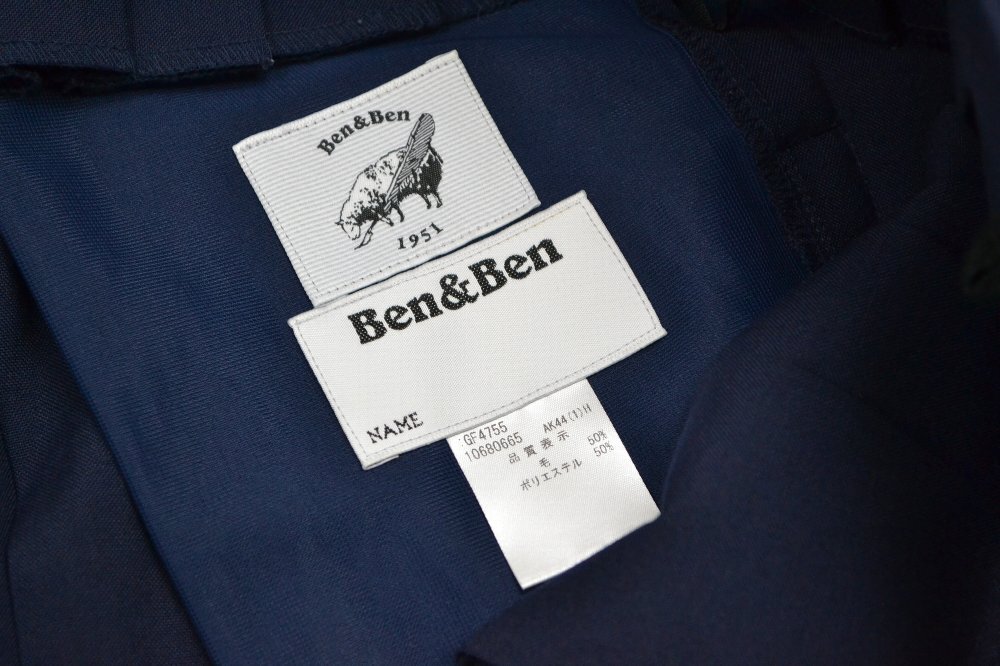 Ben&Ben
1951
Ben&Ben
NAME
GF4755 AK44(1)H
10680665
品質表示
毛 50%
ポリエステル 50%